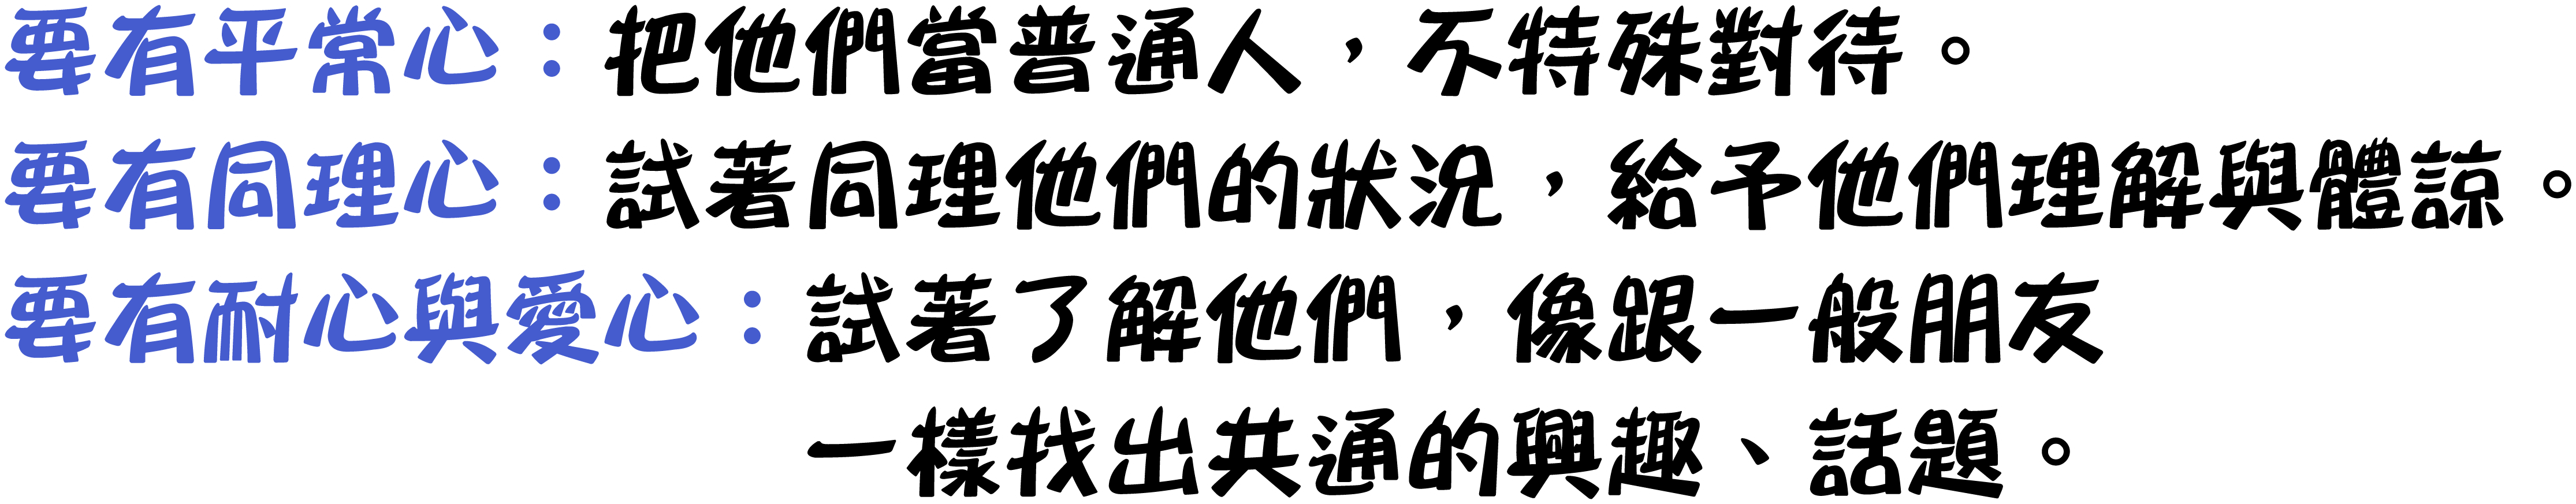 要有平常心：把他們當普通人，不特殊對待。
要有同理心：試著同理他們的狀況，給予他們理解與體諒。
要有耐心與愛心：試著了解他們，像跟一般朋友
一樣找出共通的興趣、話題。